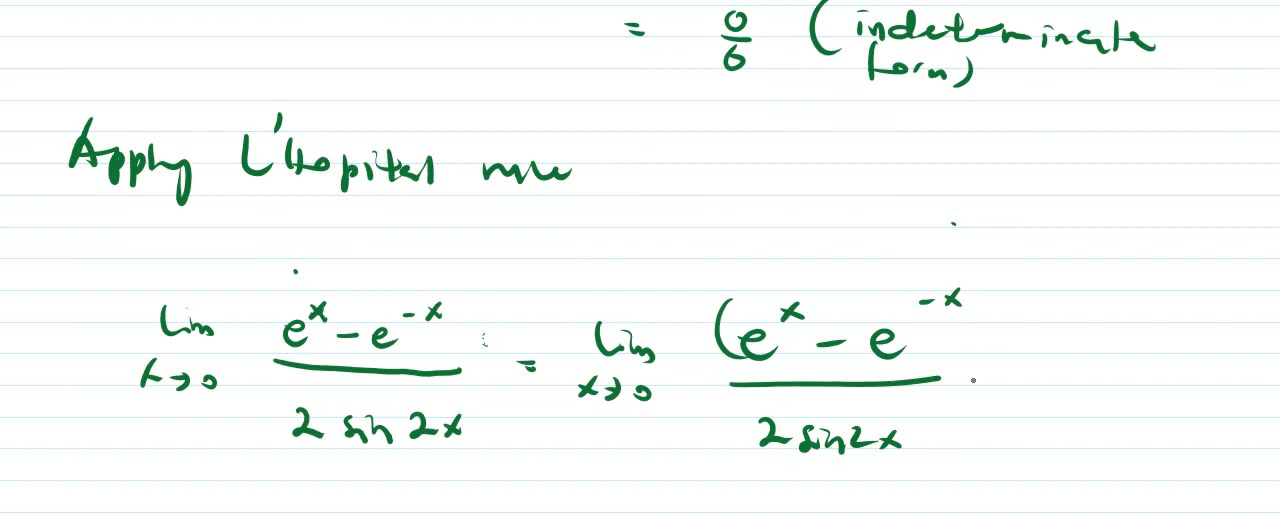 = 0/0 (indeterminate
form)
Apply L'Hopital rule
lim x→0 (e^x - e^-x)/(2 sin 2x) = lim x→0 (e^x - e^-x/(2 sin 2x)